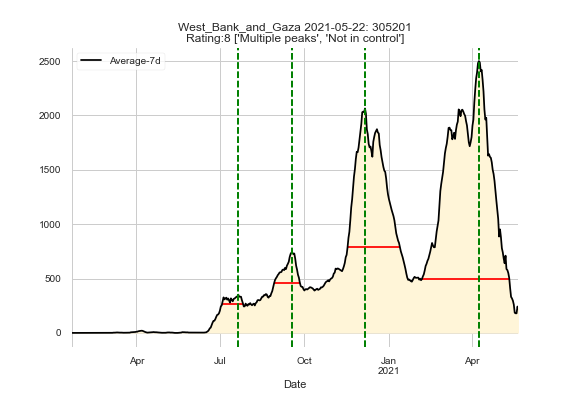 West_Bank_and_Gaza 2021-05-22: 305201
Rating:8 ['Multiple peaks', 'Not in control']
Average-7d
2500
2000
1500
1000
500
0
Apr
Jul
Oct
Jan
2021
Apr
Date